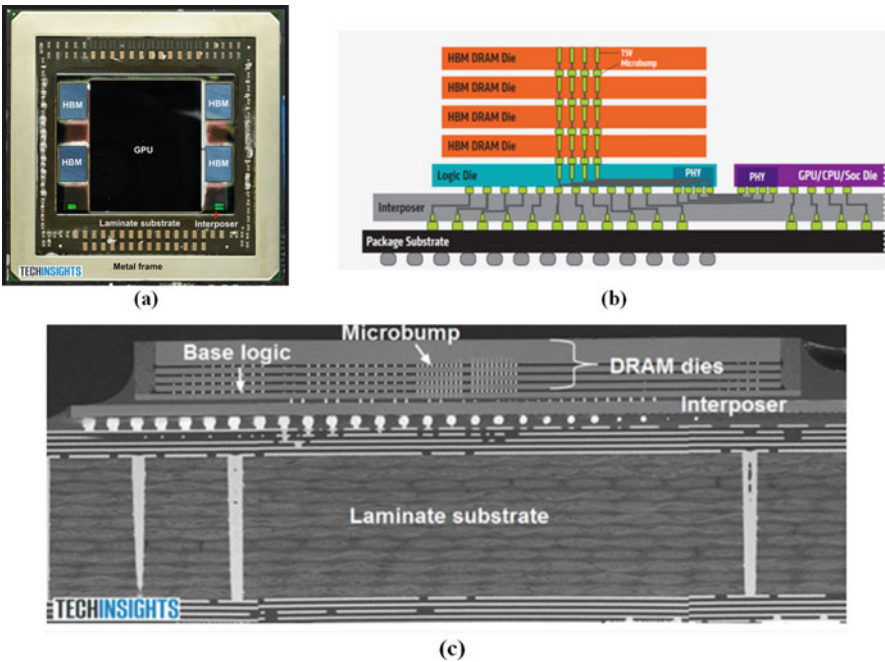 HBM
HBM
GPU
HBM
HBM
Laminate substrate
Interposer
TECHINSIGHTS
Metal frame
(a)
HBM DRAM Die
TSV
Microbump
HBM DRAM Die
HBM DRAM Die
HBM DRAM Die
Logic Die
PHY
PHY
GPU/CPU/Soc Die
Interposer
Package Substrate
(b)
Microbump
Base logic
DRAM dies
Interposer
Laminate substrate
TECHINSIGHTS
(c)